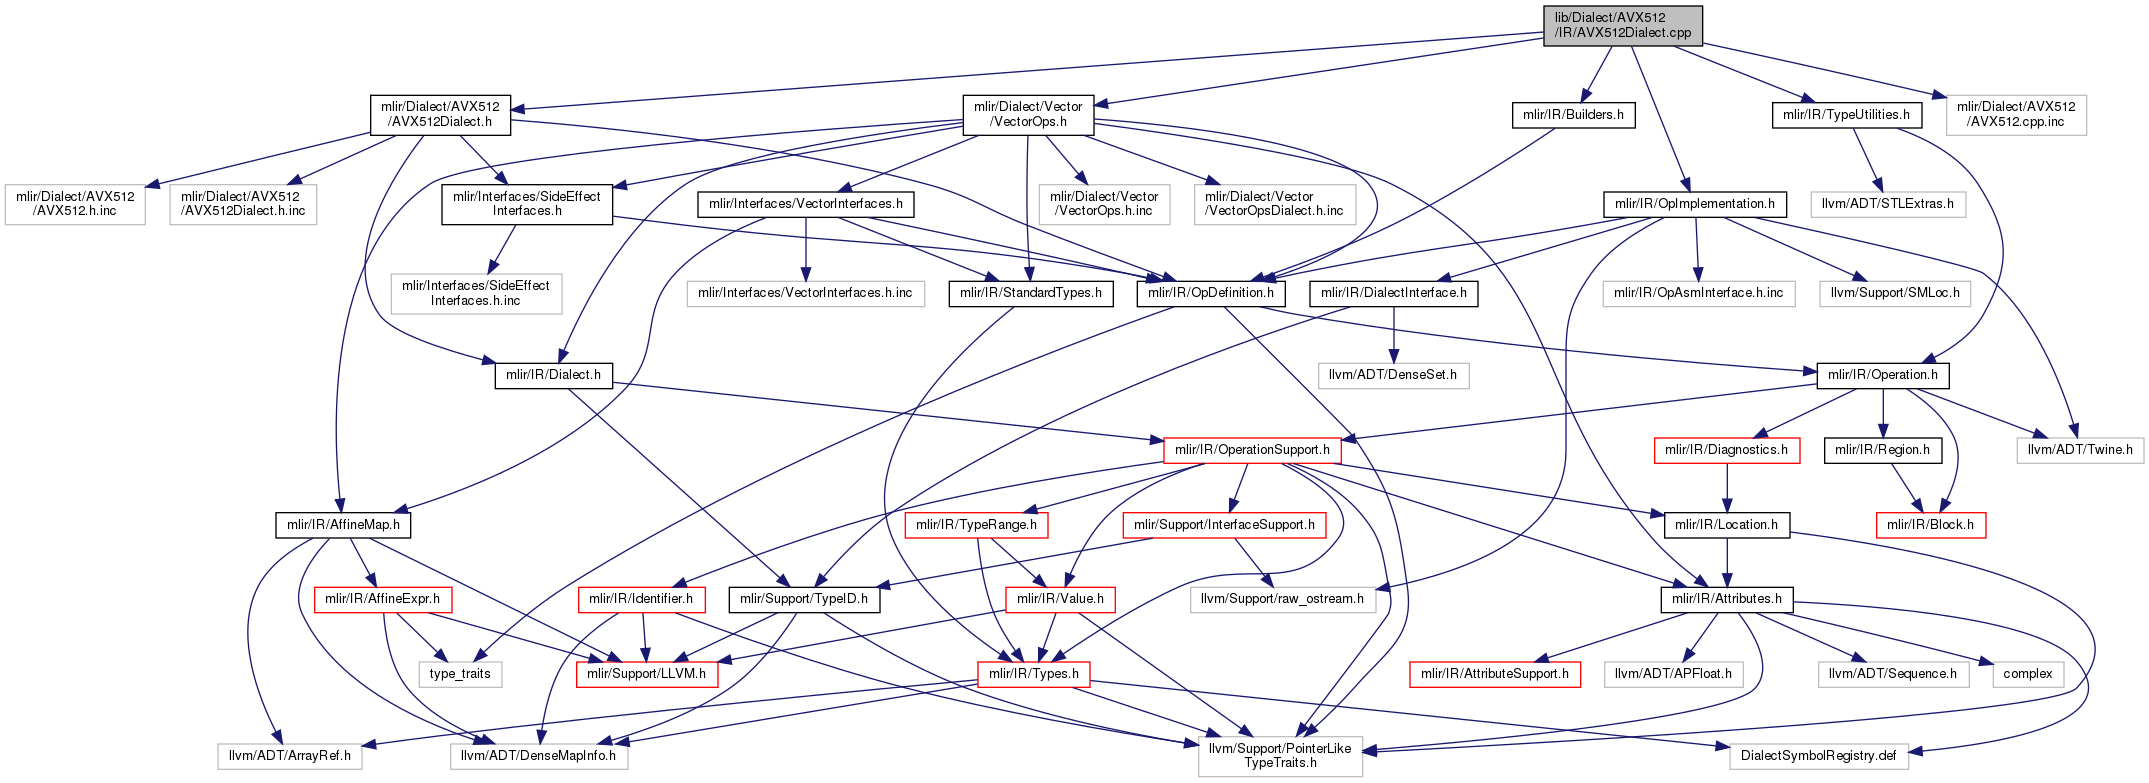 lib/Dialect/AVX512
/IR/AVX512Dialect.cpp
mlir/Dialect/AVX512
/AVX512Dialect.h
mlir/Dialect/Vector
/VectorOps.h
mlir/IR/Builders.h
mlir/IR/TypeUtilities.h
mlir/Dialect/AVX512
/AVX512.cpp.inc
mlir/Dialect/AVX512
/AVX512.h.inc
mlir/Dialect/AVX512
/AVX512Dialect.h.inc
mlir/Interfaces/SideEffect
Interfaces.h
mlir/Interfaces/VectorInterfaces.h
mlir/Dialect/Vector
/VectorOps.h.inc
mlir/Dialect/Vector
/VectorOpsDialect.h.inc
mlir/IR/OpImplementation.h
llvm/ADT/STLExtras.h
mlir/Interfaces/SideEffect
Interfaces.h.inc
mlir/Interfaces/VectorInterfaces.h.inc
mlir/IR/StandardTypes.h
mlir/IR/OpDefinition.h
mlir/IR/DialectInterface.h
mlir/IR/OpAsmInterface.h.inc
llvm/Support/SMLoc.h
mlir/IR/Dialect.h
llvm/ADT/DenseSet.h
mlir/IR/Operation.h
mlir/IR/OperationSupport.h
mlir/IR/Diagnostics.h
mlir/IR/Region.h
llvm/ADT/Twine.h
mlir/IR/AffineMap.h
mlir/IR/TypeRange.h
mlir/Support/InterfaceSupport.h
mlir/IR/Location.h
mlir/IR/Block.h
mlir/IR/AffineExpr.h
mlir/IR/Identifier.h
mlir/Support/TypeID.h
mlir/IR/Value.h
llvm/Support/raw_ostream.h
mlir/IR/Attributes.h
type_traits
mlir/Support/LLVM.h
mlir/IR/Types.h
mlir/IR/AttributeSupport.h
llvm/ADT/APFloat.h
llvm/ADT/Sequence.h
complex
llvm/ADT/ArrayRef.h
llvm/ADT/DenseMapInfo.h
llvm/Support/PointerLike
TypeTraits.h
DialectSymbolRegistry.def